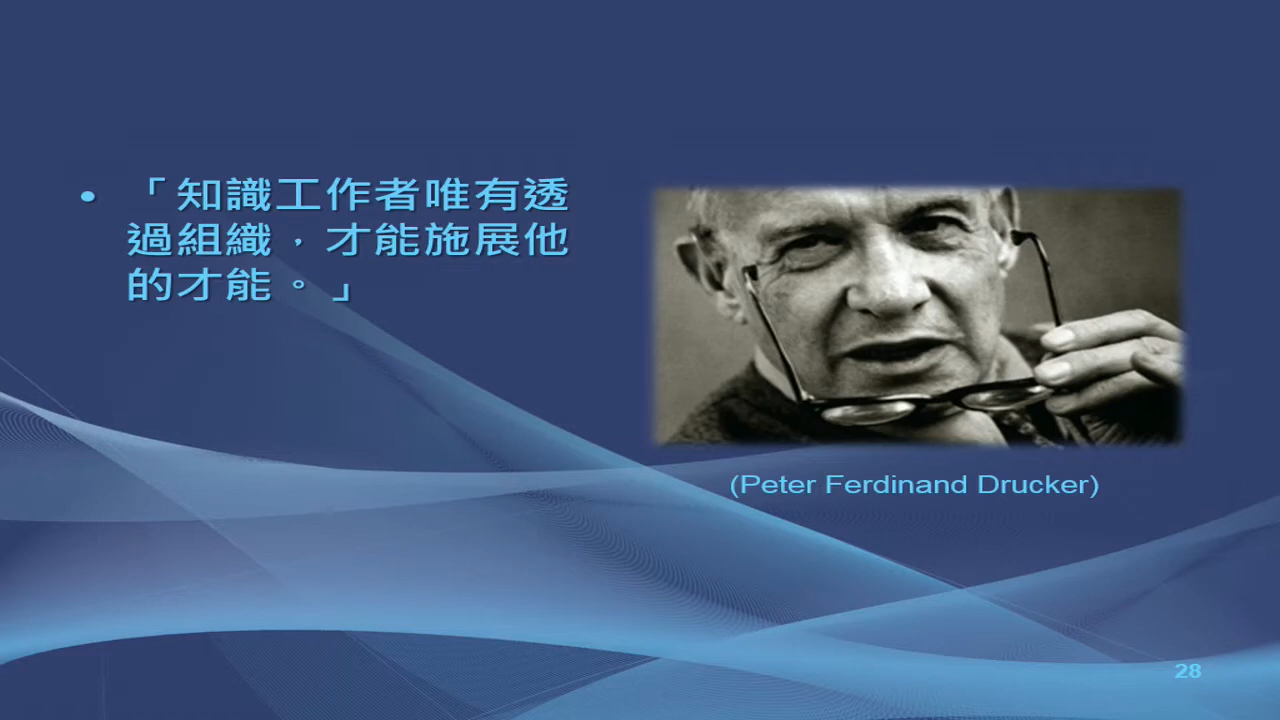 • 「知識工作者唯有透
過組織，才能施展他
的才能。」
(Peter Ferdinand Drucker)
28